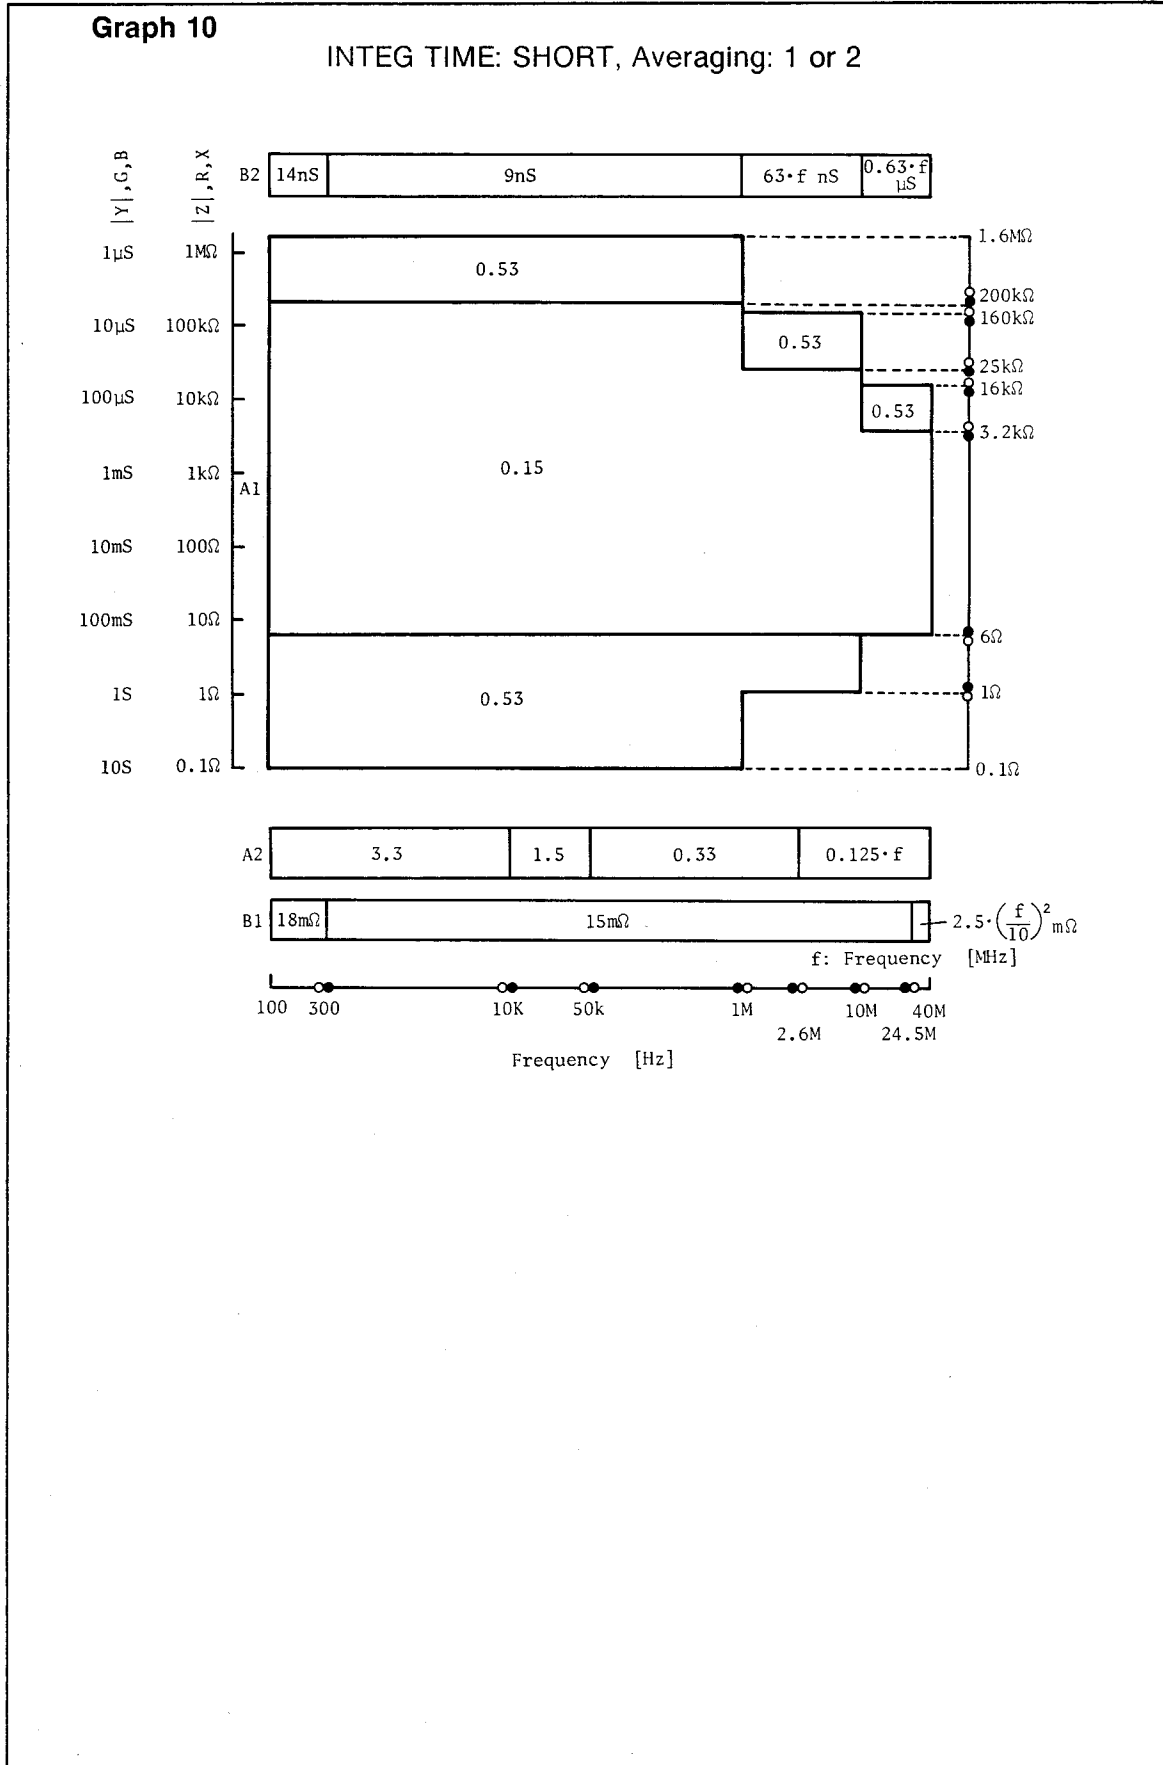 Graph 10
INTEG TIME: SHORT, Averaging: 1 or 2
|Y|,G,B
|Z|,R,X
B2 14nS 9nS 63·f nS 0.63·f μS
1μS 1MΩ
10μS 100kΩ
100μS 10kΩ
1mS 1kΩ
10mS 100Ω
100mS 10Ω
1S 1Ω
10S 0.1Ω
A1
0.53
0.53
0.53
0.15
0.53
1.6MΩ
200kΩ
160kΩ
25kΩ
16kΩ
3.2kΩ
6Ω
1Ω
0.1Ω
A2 3.3 1.5 0.33 0.125·f
B1 18mΩ 15mΩ 2.5·(f/10)² mΩ
f: Frequency [MHz]
100 300 10K 50k 1M 10M 40M
2.6M 24.5M
Frequency [Hz]